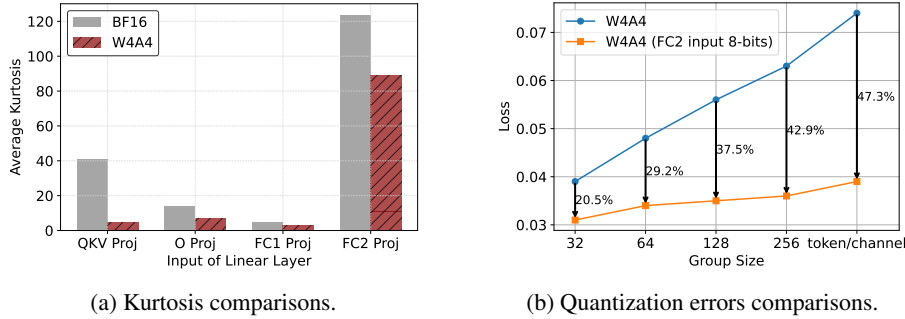 120
100
80
60
40
20
0
Average Kurtosis
BF16
W4A4
QKV Proj
O Proj
FC1 Proj
FC2 Proj
Input of Linear Layer
(a) Kurtosis comparisons.
0.07
0.06
0.05
0.04
0.03
Loss
W4A4
W4A4 (FC2 input 8-bits)
20.5%
29.2%
37.5%
42.9%
47.3%
32
64
128
256
token/channel
Group Size
(b) Quantization errors comparisons.